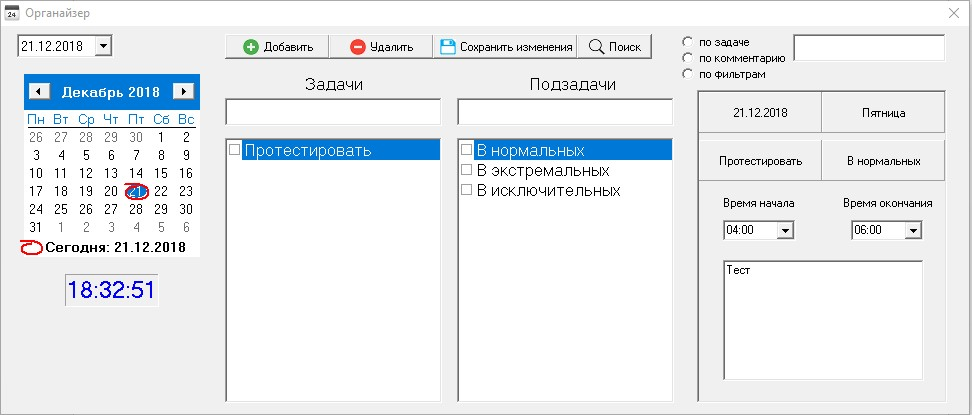 Органайзер
21.12.2018
Добавить Удалить Сохранить изменения Поиск
по задаче
по комментарию
по фильтрам
Декабрь 2018
Пн Вт Ср Чт Пт Сб Вс
26 27 28 29 30 1 2
3 4 5 6 7 8 9
10 11 12 13 14 15 16
17 18 19 20 21 22 23
24 25 26 27 28 29 30
31 1 2 3 4 5 6
Сегодня: 21.12.2018
18:32:51
Задачи
Протестировать
Подзадачи
В нормальных
В экстремальных
В исключительных
21.12.2018 Пятница
Протестировать В нормальных
Время начала Время окончания
04:00 06:00
Тест